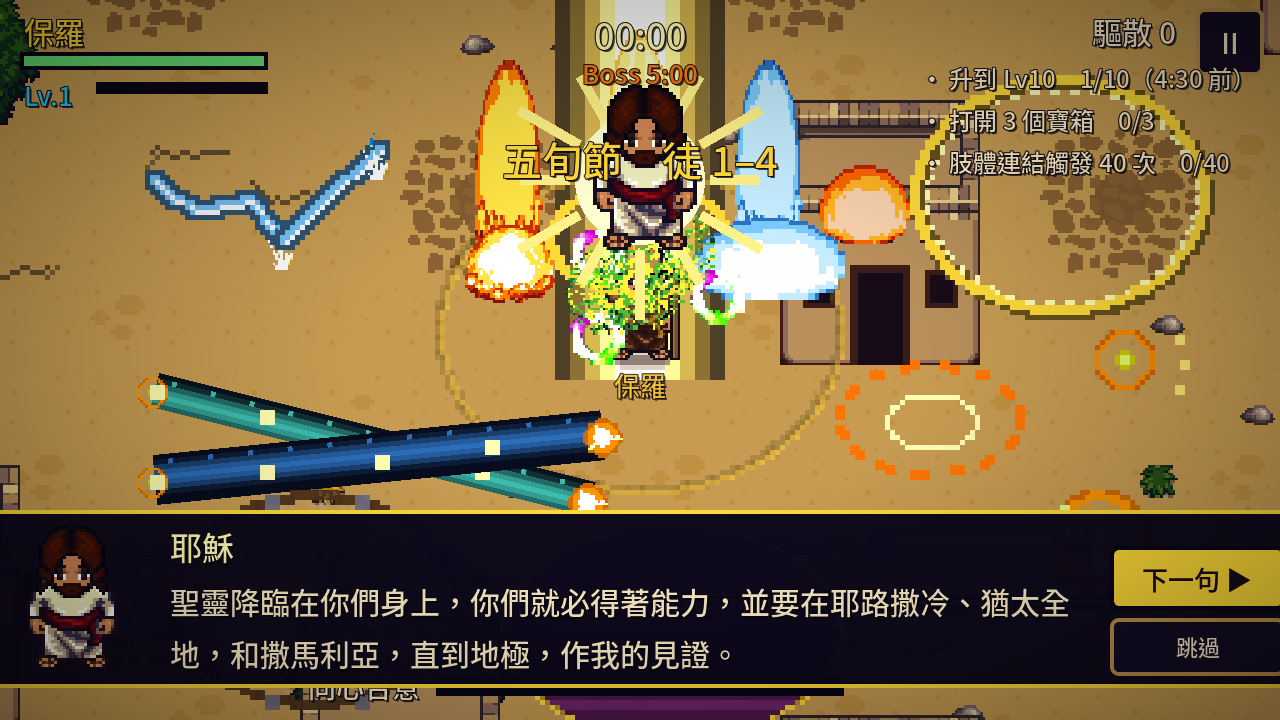 保羅
00:00
驅散 0
Boss 5:00
Lv.1
• 升到 Lv10 1/10（4:30 前）
• 打開 3 個寶箱 0/3
五旬節 徒 1–4
• 肢體連結觸發 40 次 0/40
保羅
耶穌
聖靈降臨在你們身上，你們就必得著能力，並要在耶路撒冷、猶太全
地，和撒馬利亞，直到地極，作我的見證。
下一句 ▶
跳過
同心合意